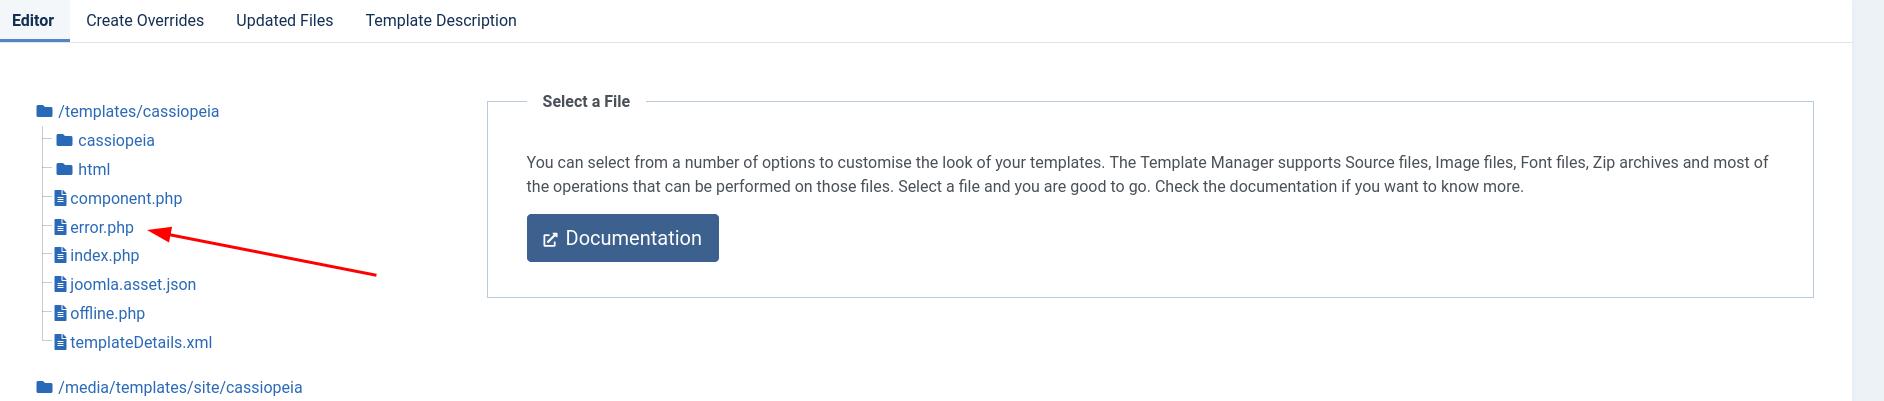 Editor Create Overrides Updated Files Template Description
/templates/cassiopeia
cassiopeia
html
component.php
error.php
index.php
joomla.asset.json
offline.php
templateDetails.xml
/media/templates/site/cassiopeia
Select a File
You can select from a number of options to customise the look of your templates. The Template Manager supports Source files, Image files, Font files, Zip archives and most of
the operations that can be performed on those files. Select a file and you are good to go. Check the documentation if you want to know more.
Documentation